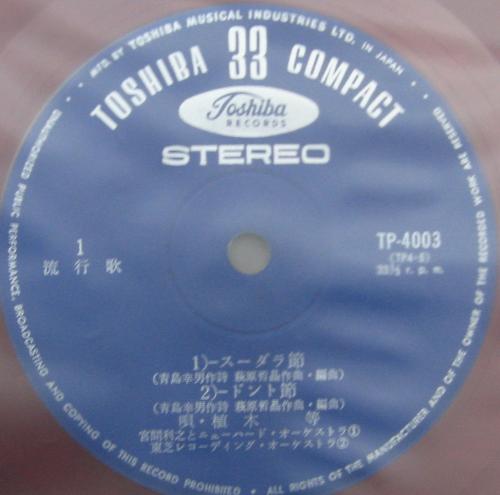 MFD. BY TOSHIBA MUSICAL INDUSTRIES LTD. IN JAPAN
TOSHIBA 33 COMPACT
Toshiba
RECORDS
STEREO
1
流行歌
TP-4003
(TP4-5)
33⅓ r. p. m.
1)-スーダラ節
(青島幸男作詩 萩原哲晶作曲・編曲)
2)-ドント節
(青島幸男作詩 萩原哲晶作曲・編曲)
唄・植木 等
宮間利之とニューハード・オーケストラ①
東芝レコーディング・オーケストラ②
ALL RIGHTS OF THE MANUFACTURER AND OF THE OWNER OF THE RECORDED WORK ARE RESERVED
UNAUTHORISED PUBLIC PERFORMANCE, BROADCASTING AND COPYING OF THIS RECORD PROHIBITED